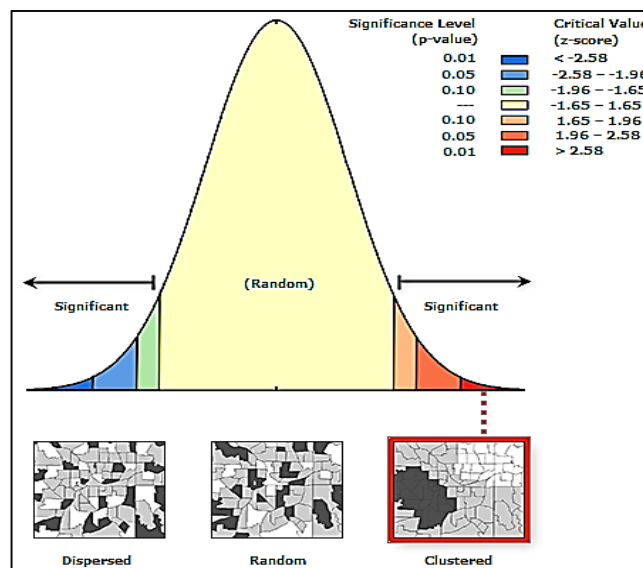 Significance Level Critical Value
(p-value) (z-score)
0.01 < -2.58
0.05 -2.58 – -1.96
0.10 -1.96 – -1.65
--- -1.65 – 1.65
0.10 1.65 – 1.96
0.05 1.96 – 2.58
0.01 > 2.58
(Random)
Significant Significant
Dispersed Random Clustered